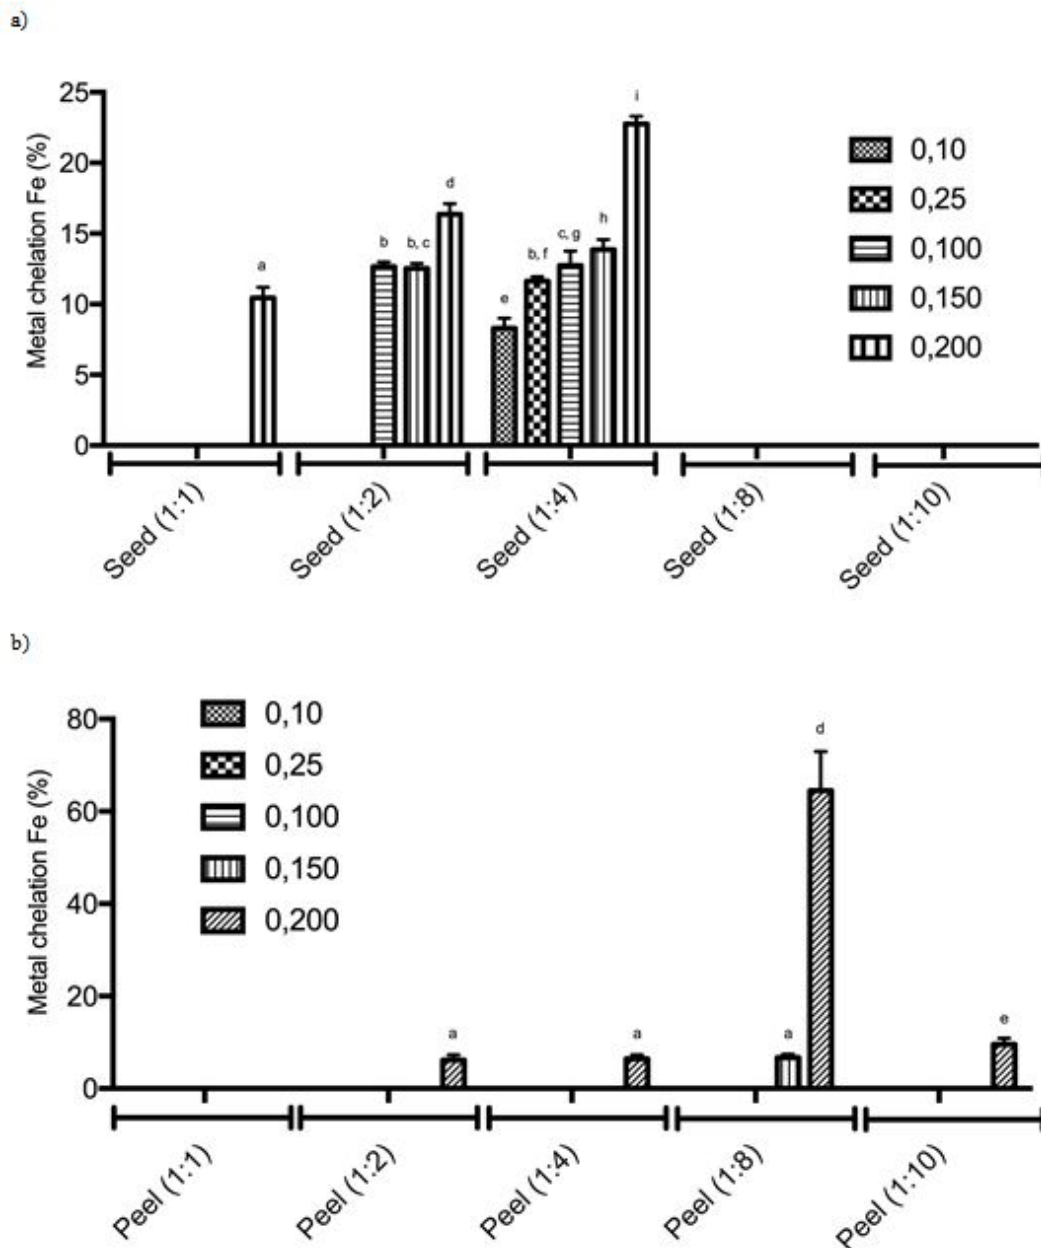 a)
Metal chelation Fe (%)
25
20
15
10
5
0
a
b
b, c
d
e
b, f
c, g
h
i
0,10
0,25
0,100
0,150
0,200
Seed (1:1)
Seed (1:2)
Seed (1:4)
Seed (1:8)
Seed (1:10)
b)
Metal chelation Fe (%)
80
60
40
20
0
0,10
0,25
0,100
0,150
0,200
a
a
a
d
e
Peel (1:1)
Peel (1:2)
Peel (1:4)
Peel (1:8)
Peel (1:10)